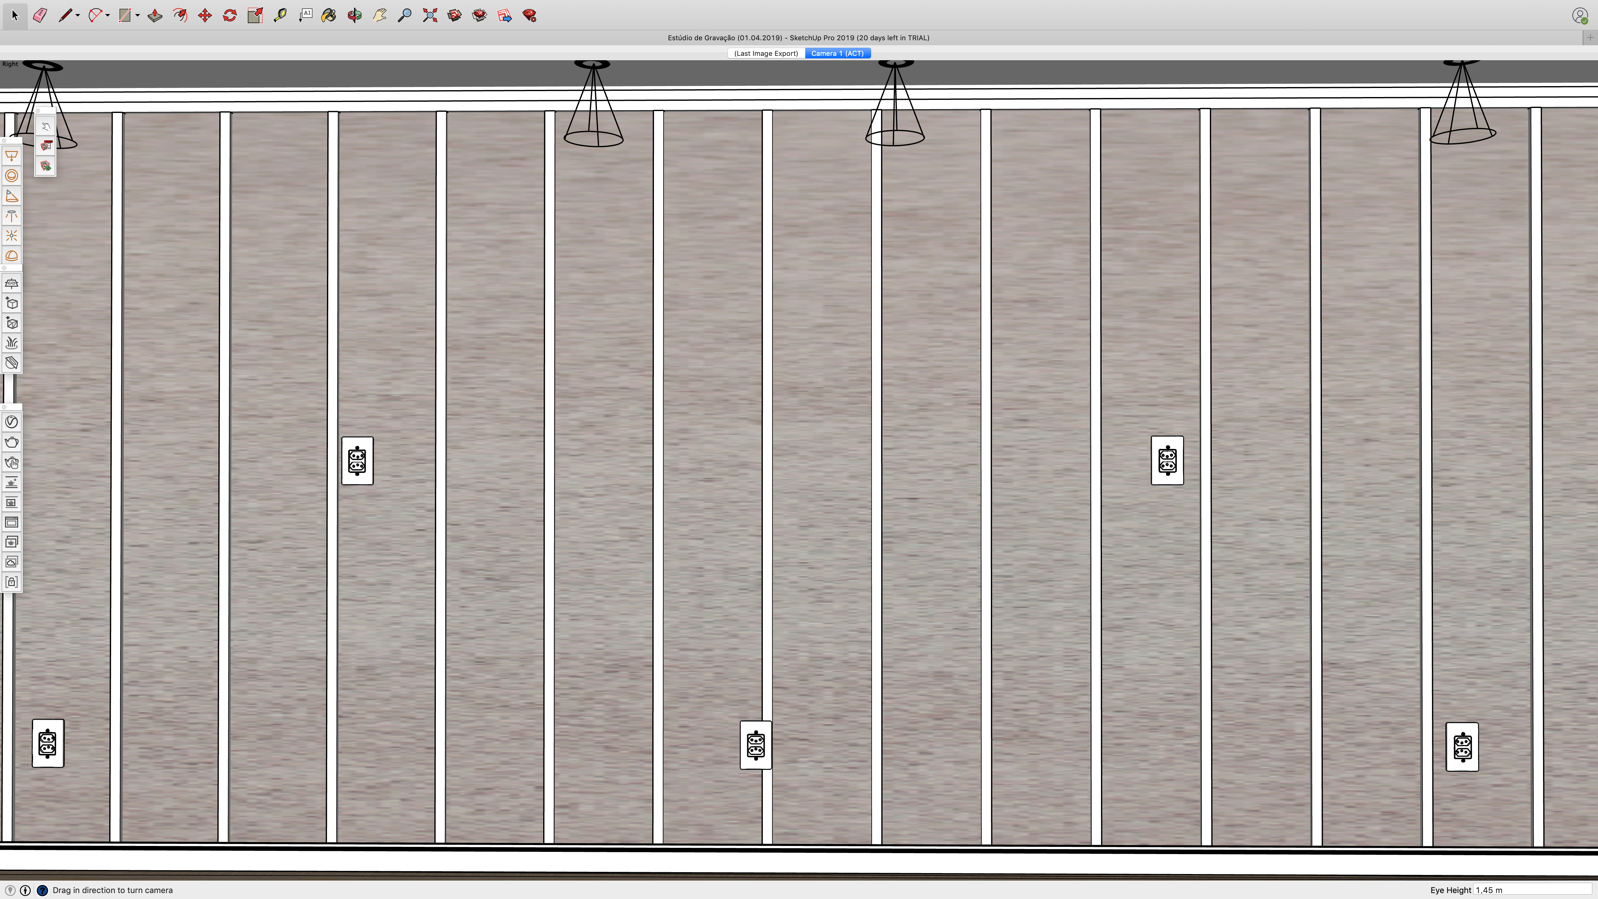 A1
Estúdio de Gravação (01.04.2019) - SketchUp Pro 2019 (20 days left in TRIAL)
(Last Image Export) Camera 1 (ACT)
Right
Drag in direction to turn camera
Eye Height 1,45 m